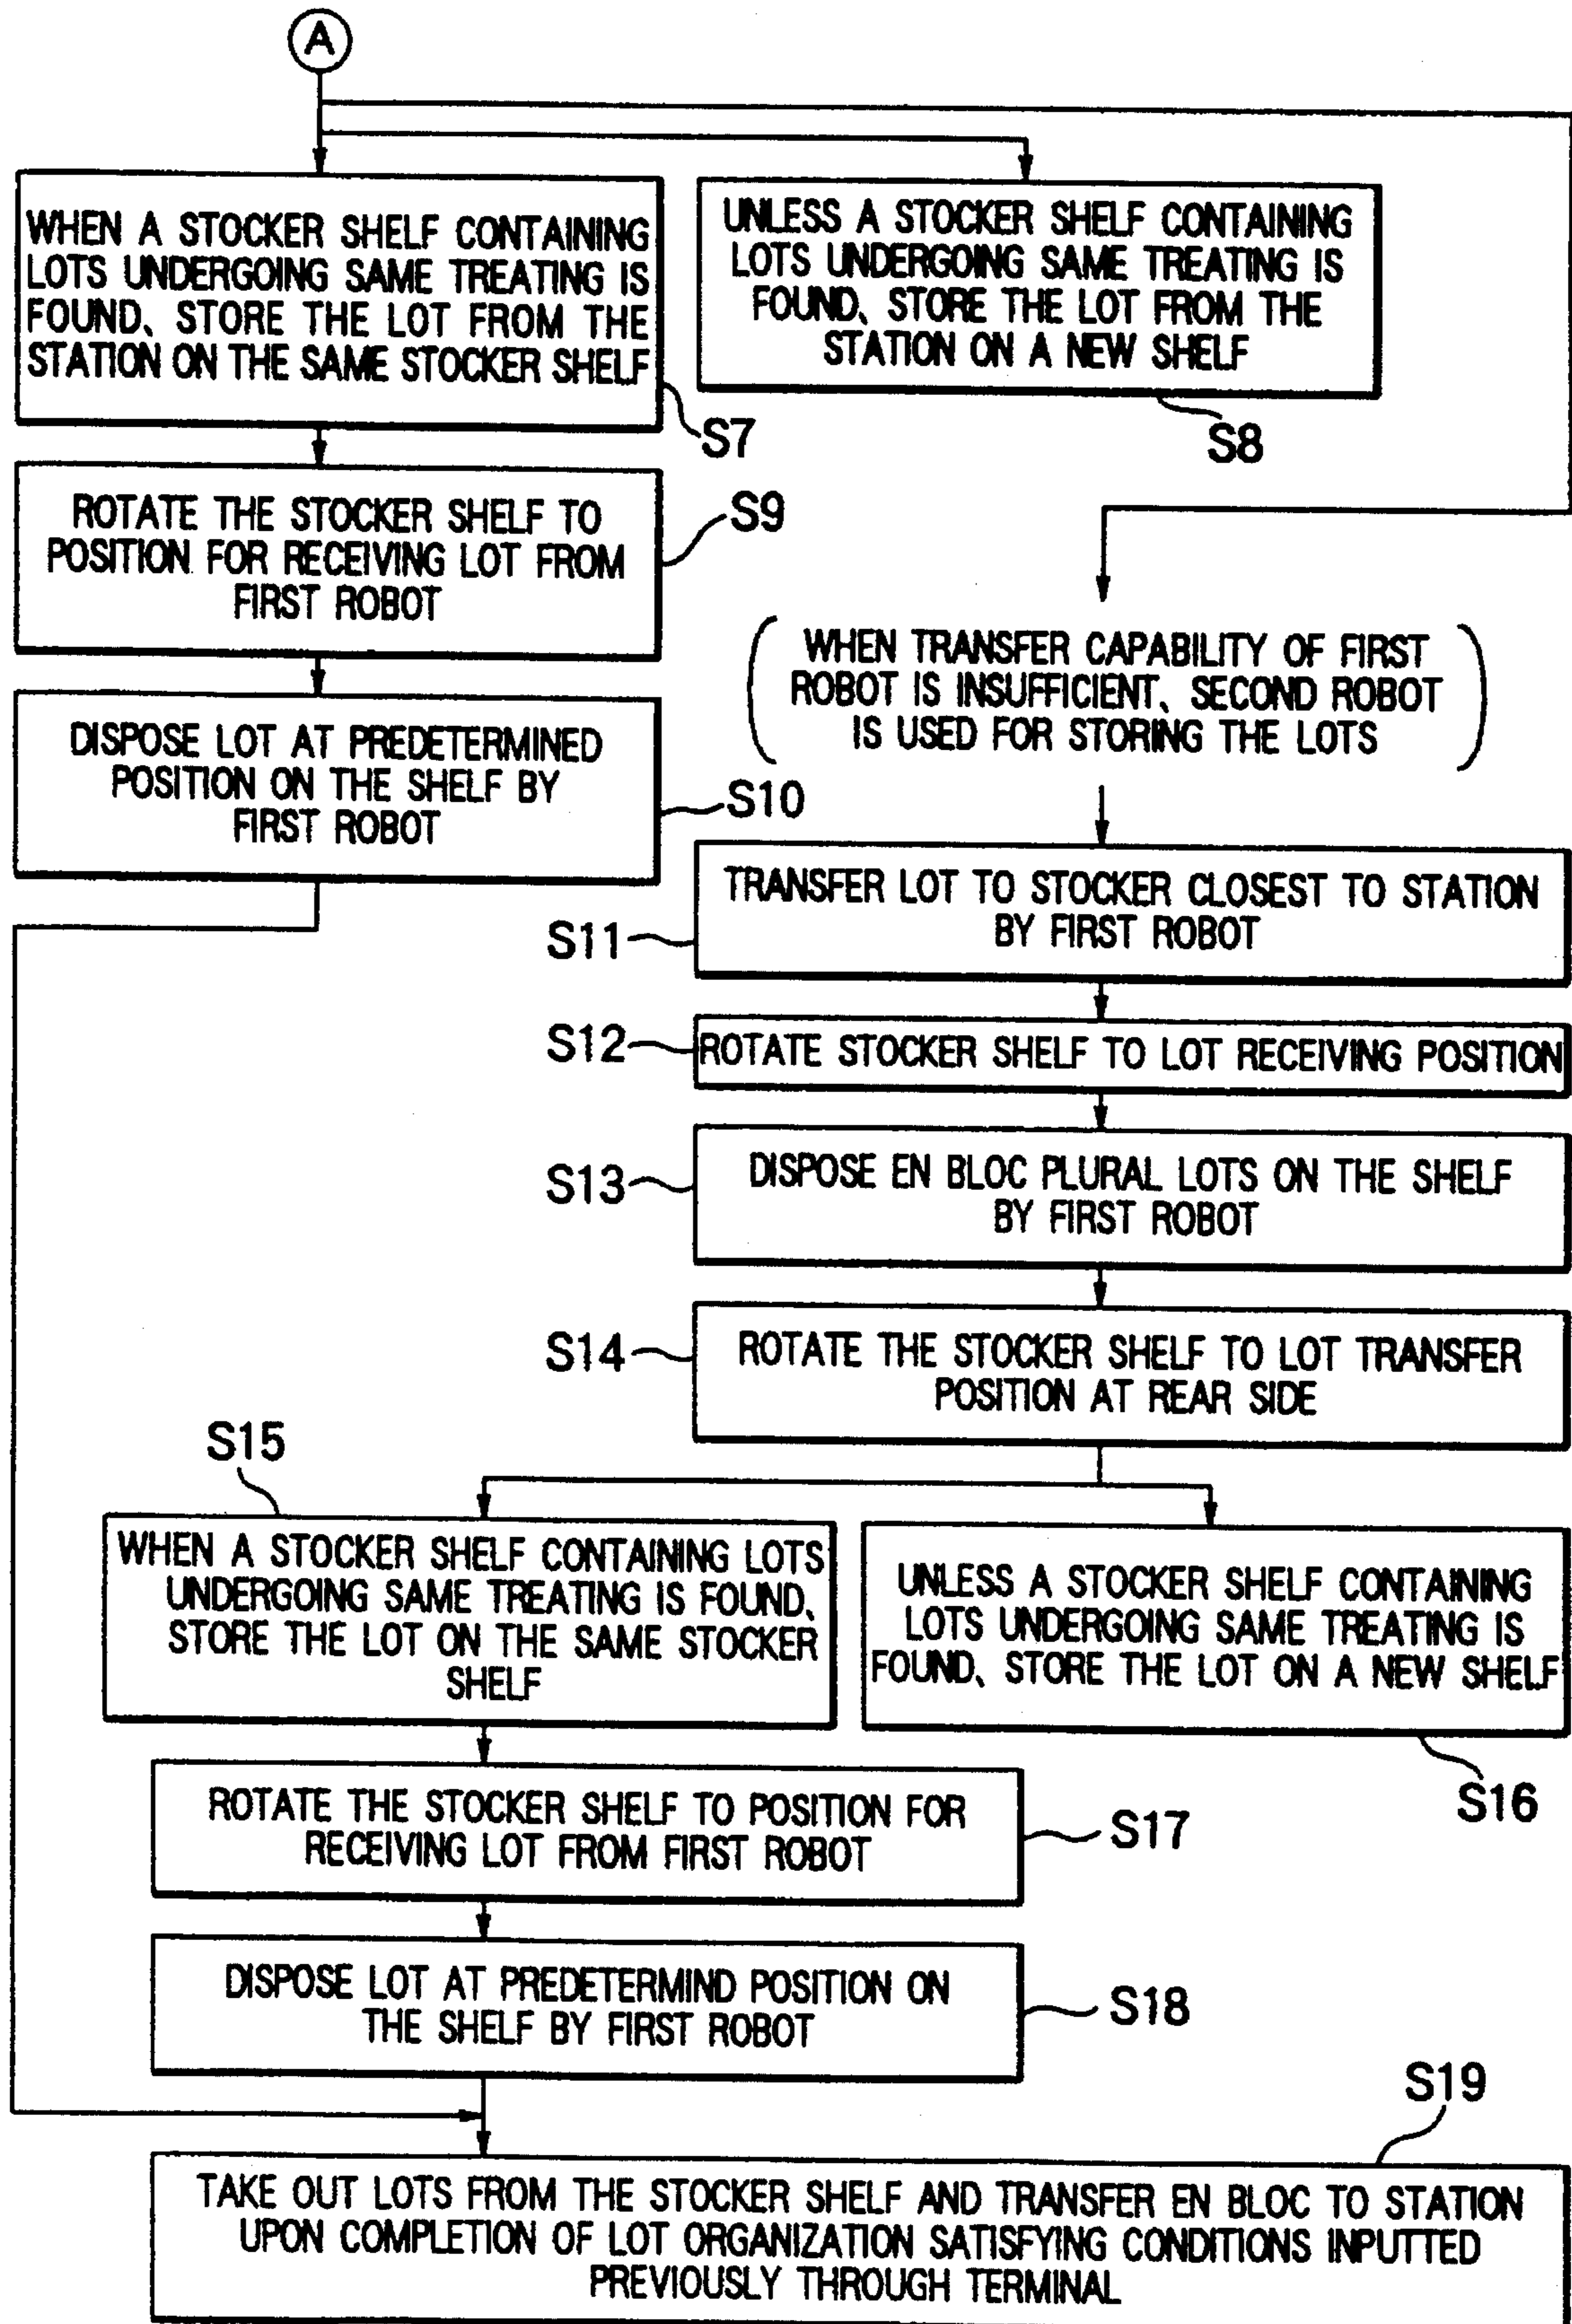 A
WHEN A STOCKER SHELF CONTAINING
LOTS UNDERGOING SAME TREATING IS
FOUND、STORE THE LOT FROM THE
STATION ON THE SAME STOCKER SHELF
S7
UNLESS A STOCKER SHELF CONTAINING
LOTS UNDERGOING SAME TREATING IS
FOUND、STORE THE LOT FROM THE
STATION ON A NEW SHELF
S8
ROTATE THE STOCKER SHELF TO
POSITION FOR RECEIVING LOT FROM
FIRST ROBOT
S9
DISPOSE LOT AT PREDETERMINED
POSITION ON THE SHELF BY
FIRST ROBOT
S10
(WHEN TRANSFER CAPABILITY OF FIRST
ROBOT IS INSUFFICIENT、SECOND ROBOT
IS USED FOR STORING THE LOTS)
TRANSFER LOT TO STOCKER CLOSEST TO STATION
BY FIRST ROBOT
S11
S12
ROTATE STOCKER SHELF TO LOT RECEIVING POSITION
DISPOSE EN BLOC PLURAL LOTS ON THE SHELF
BY FIRST ROBOT
S13
ROTATE THE STOCKER SHELF TO LOT TRANSFER
POSITION AT REAR SIDE
S14
S15
WHEN A STOCKER SHELF CONTAINING LOTS
UNDERGOING SAME TREATING IS FOUND、
STORE THE LOT ON THE SAME STOCKER
SHELF
UNLESS A STOCKER SHELF CONTAINING
LOTS UNDERGOING SAME TREATING IS
FOUND、STORE THE LOT ON A NEW SHELF
S16
ROTATE THE STOCKER SHELF TO POSITION FOR
RECEIVING LOT FROM FIRST ROBOT
S17
DISPOSE LOT AT PREDETERMIND POSITION ON
THE SHELF BY FIRST ROBOT
S18
S19
TAKE OUT LOTS FROM THE STOCKER SHELF AND TRANSFER EN BLOC TO STATION
UPON COMPLETION OF LOT ORGANIZATION SATISFYING CONDITIONS INPUTTED
PREVIOUSLY THROUGH TERMINAL